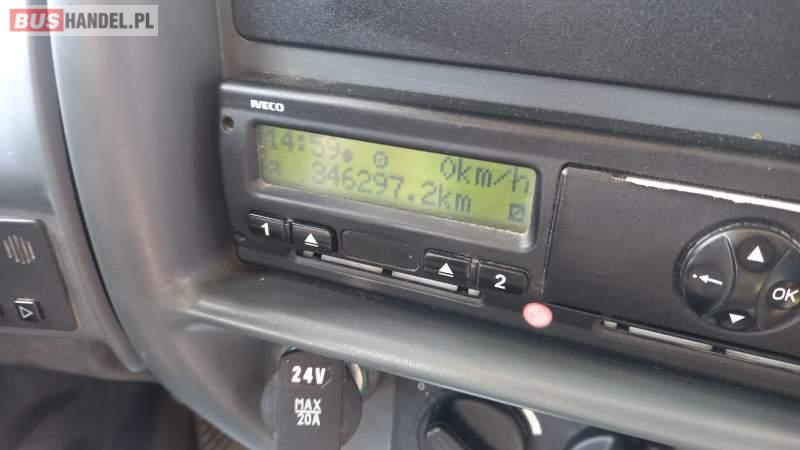 BUSHANDEL.PL
IVECO
14:59 0km/h
346297.2km
1 2
OK
24V
MAX
20A